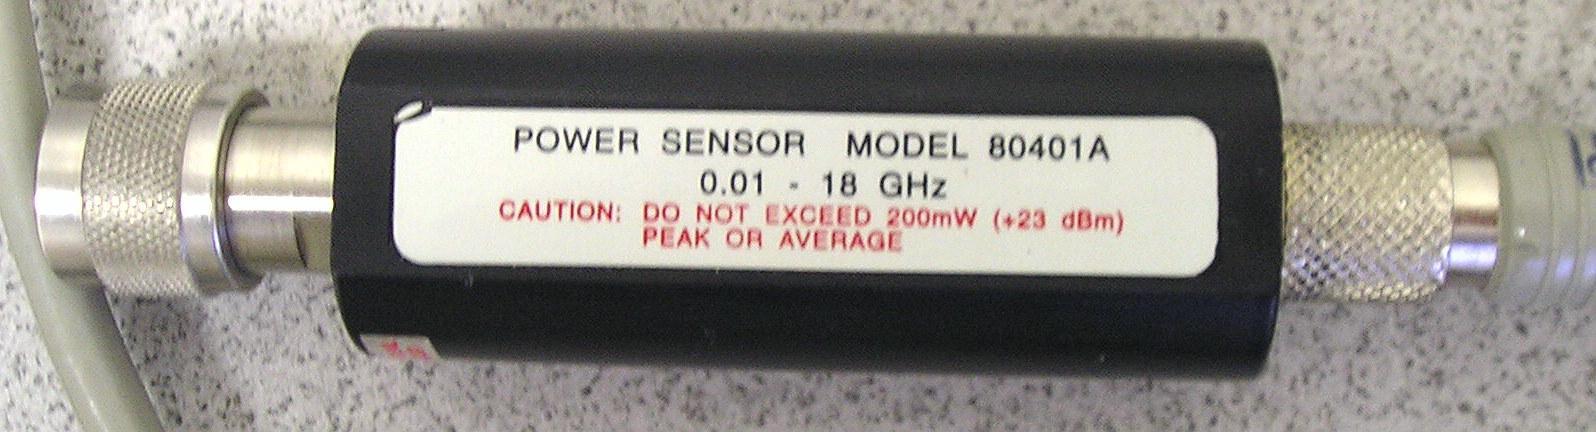 POWER SENSOR MODEL 80401A
0.01 - 18 GHz
CAUTION: DO NOT EXCEED 200mW (+23 dBm)
PEAK OR AVERAGE